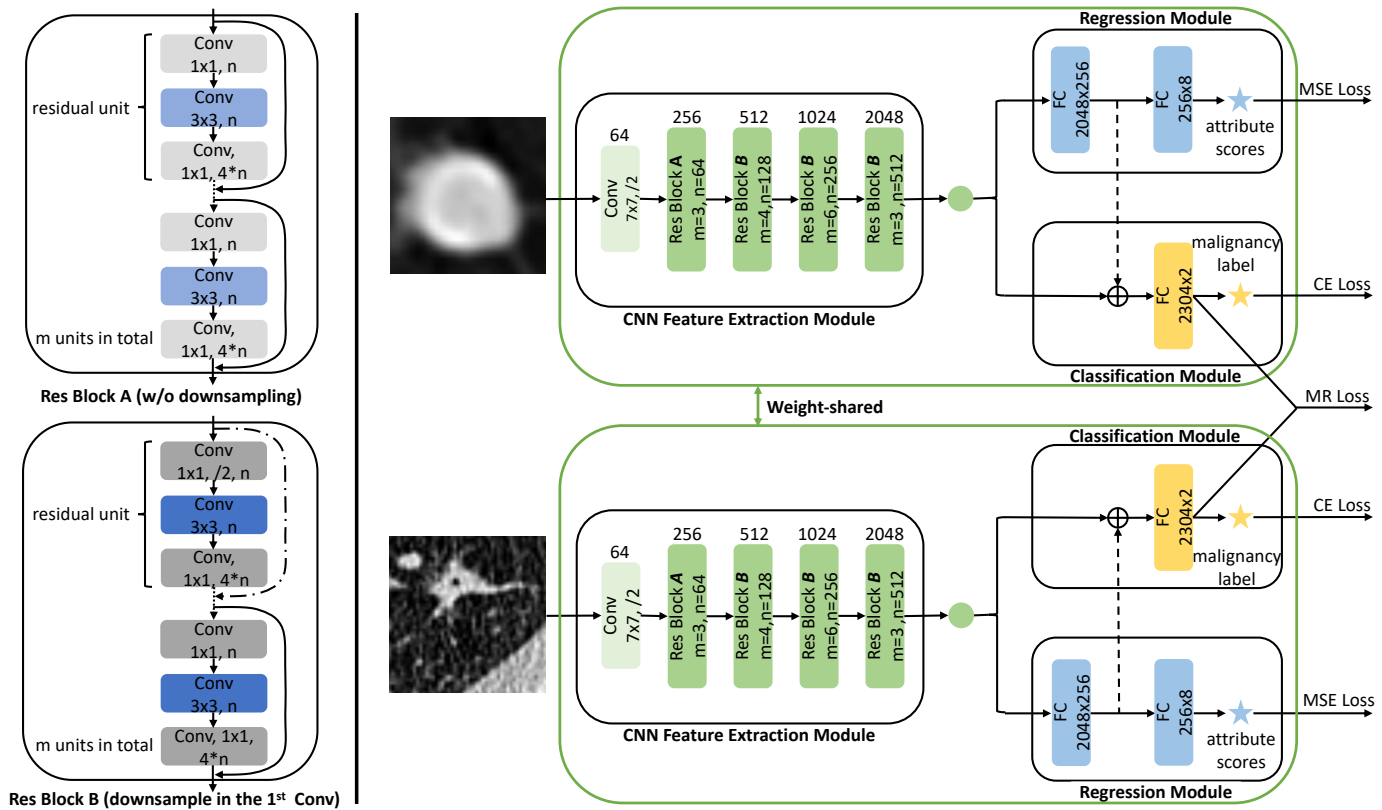 Conv
1x1, n
residual unit
Conv
3x3, n
Conv,
1x1, 4*n
Conv
1x1, n
Conv
3x3, n
m units in total
Conv,
1x1, 4*n
Res Block A (w/o downsampling)
Conv
1x1, /2, n
residual unit
Conv
3x3, n
Conv,
1x1, 4*n
Conv
1x1, n
Conv
3x3, n
m units in total
Conv, 1x1,
4*n
Res Block B (downsample in the 1st Conv)
64
256
512
1024
2048
Conv
7x7, /2
Res Block A
m=3, n=64
Res Block B
m=4,n=128
Res Block B
m=6,n=256
Res Block B
m=3 ,n=512
CNN Feature Extraction Module
Regression Module
FC
2048x256
FC
256x8
attribute
scores
MSE Loss
FC
2304x2
malignancy
label
CE Loss
Classification Module
MR Loss
Weight-shared
64
256
512
1024
2048
Conv
7x7, /2
Res Block A
m=3, n=64
Res Block B
m=4,n=128
Res Block B
m=6,n=256
Res Block B
m=3 ,n=512
CNN Feature Extraction Module
Classification Module
FC
2304x2
malignancy
label
CE Loss
FC
2048x256
FC
256x8
attribute
scores
MSE Loss
Regression Module